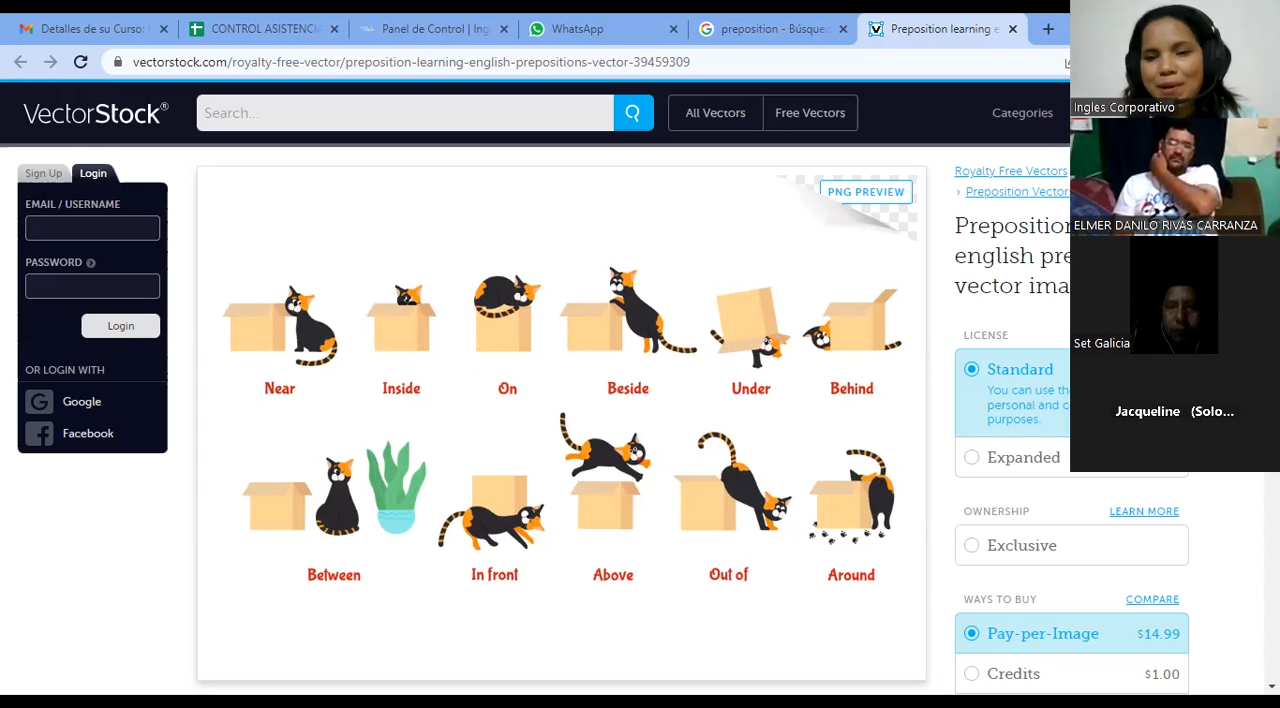 Detalles de su Curso:
CONTROL ASISTENCIA
Panel de Control | Ing
WhatsApp
preposition - Búsqued
Preposition learning e
vectorstock.com/royalty-free-vector/preposition-learning-english-prepositions-vector-39459309
VectorStock®
Search...
All Vectors
Free Vectors
Categories
Ingles Corporativo
ELMER DANILO RIVAS CARRANZA
Set Galicia
Jacqueline (Solo...
Sign Up
Login
EMAIL / USERNAME
PASSWORD
Login
OR LOGIN WITH
Google
Facebook
PNG PREVIEW
Near
Inside
On
Beside
Under
Behind
Between
In front
Above
Out of
Around
Royalty Free Vectors
› Preposition Vector
Preposition
english pre
vector ima
LICENSE
Standard
You can use th
personal and c
purposes.
Expanded
OWNERSHIP
LEARN MORE
Exclusive
WAYS TO BUY
COMPARE
Pay-per-Image
$14.99
Credits
$1.00